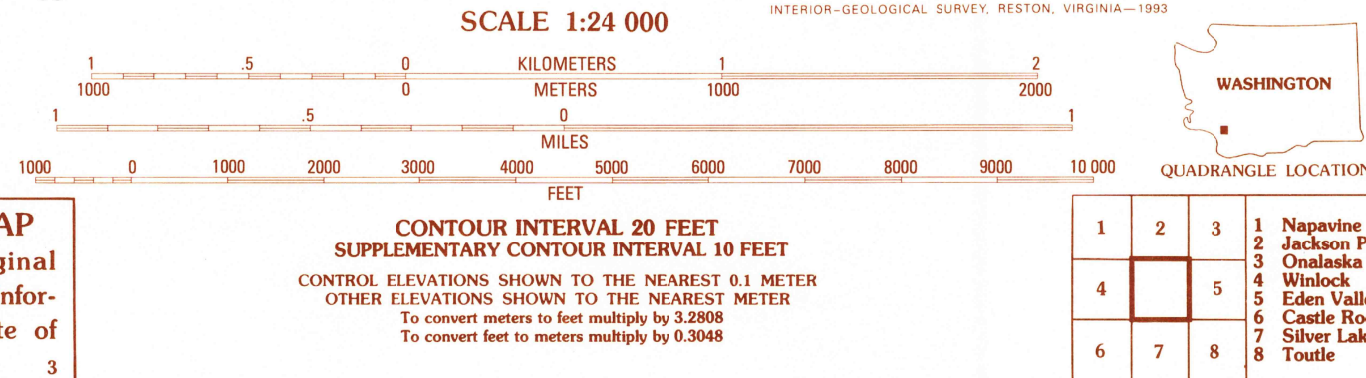 SCALE 1:24 000
INTERIOR-GEOLOGICAL SURVEY, RESTON, VIRGINIA—1993
1 .5 0 KILOMETERS 1 2
1000 0 METERS 1000 2000
1 .5 0 1
MILES
1000 0 1000 2000 3000 4000 5000 6000 7000 8000 9000 10 000
FEET
WASHINGTON
QUADRANGLE LOCATION
CONTOUR INTERVAL 20 FEET
SUPPLEMENTARY CONTOUR INTERVAL 10 FEET
CONTROL ELEVATIONS SHOWN TO THE NEAREST 0.1 METER
OTHER ELEVATIONS SHOWN TO THE NEAREST METER
To convert meters to feet multiply by 3.2808
To convert feet to meters multiply by 0.3048
AP
ginal
nfor-
te of
3
1 2 3
4 5
6 7 8
1 Napavine
2 Jackson P
3 Onalaska
4 Winlock
5 Eden Valle
6 Castle Ro
7 Silver Lak
8 Toutle